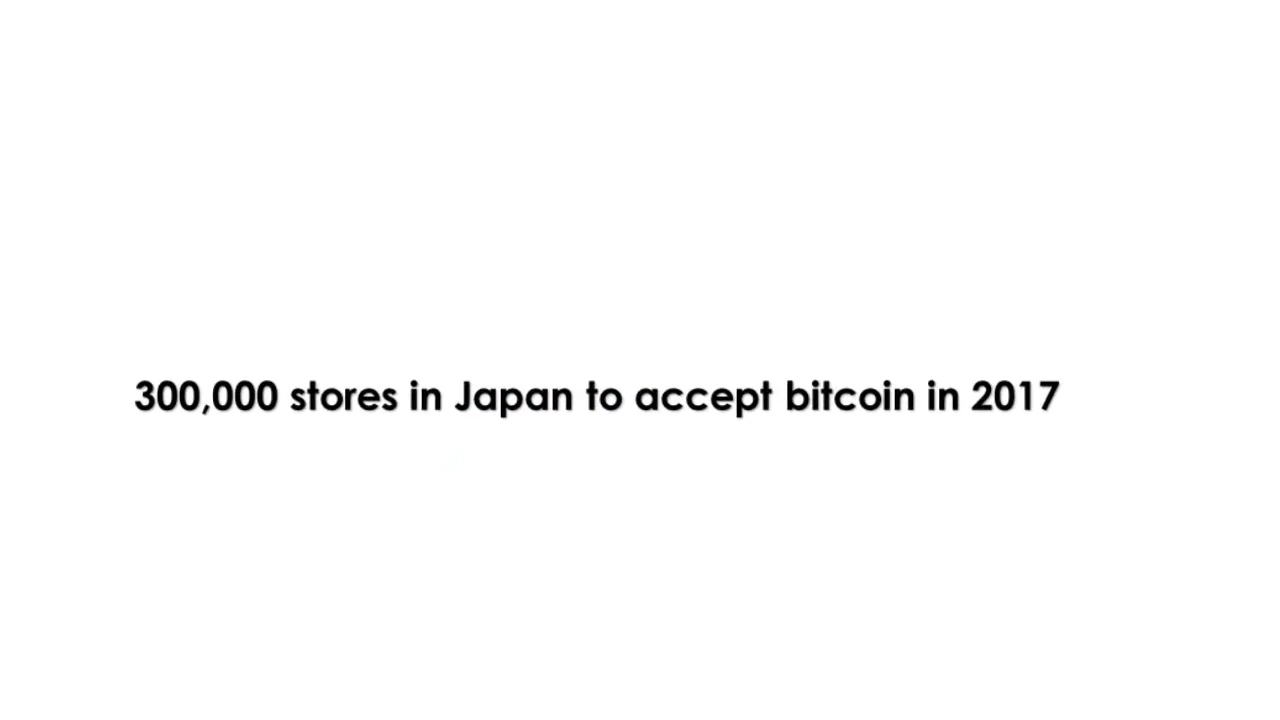 300,000 stores in Japan to accept bitcoin in 2017